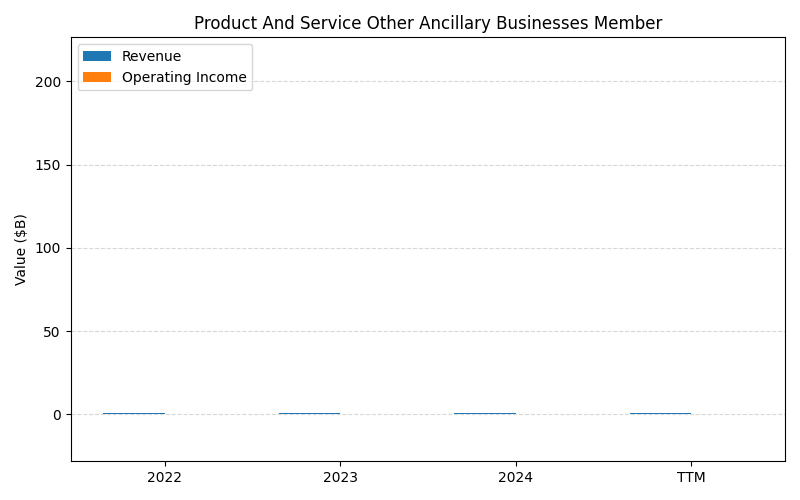 Product And Service Other Ancillary Businesses Member
Revenue
Operating Income
Value ($B)
200
150
100
50
0
2022
2023
2024
TTM